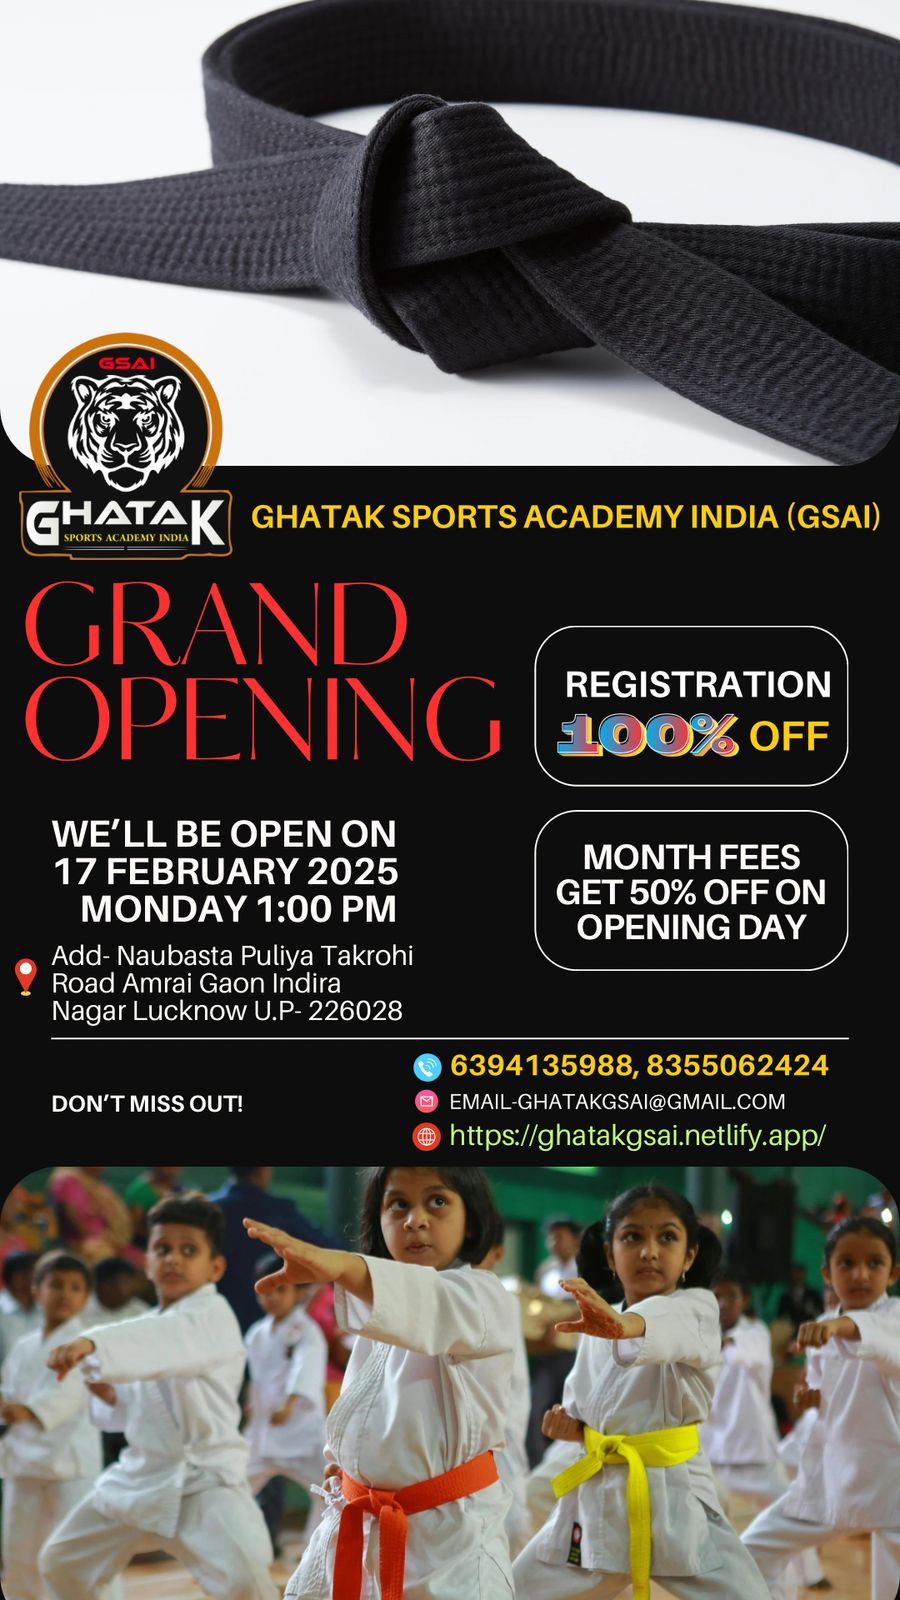 GSAI
GHATAK
SPORTS ACADEMY INDIA
GHATAK SPORTS ACADEMY INDIA (GSAI)
GRAND
OPENING
REGISTRATION
100% OFF
WE’LL BE OPEN ON
17 FEBRUARY 2025
MONDAY 1:00 PM
MONTH FEES
GET 50% OFF ON
OPENING DAY
Add- Naubasta Puliya Takrohi
Road Amrai Gaon Indira
Nagar Lucknow U.P- 226028
DON’T MISS OUT!
6394135988, 8355062424
EMAIL-GHATAKGSAI@GMAIL.COM
https://ghatakgsai.netlify.app/